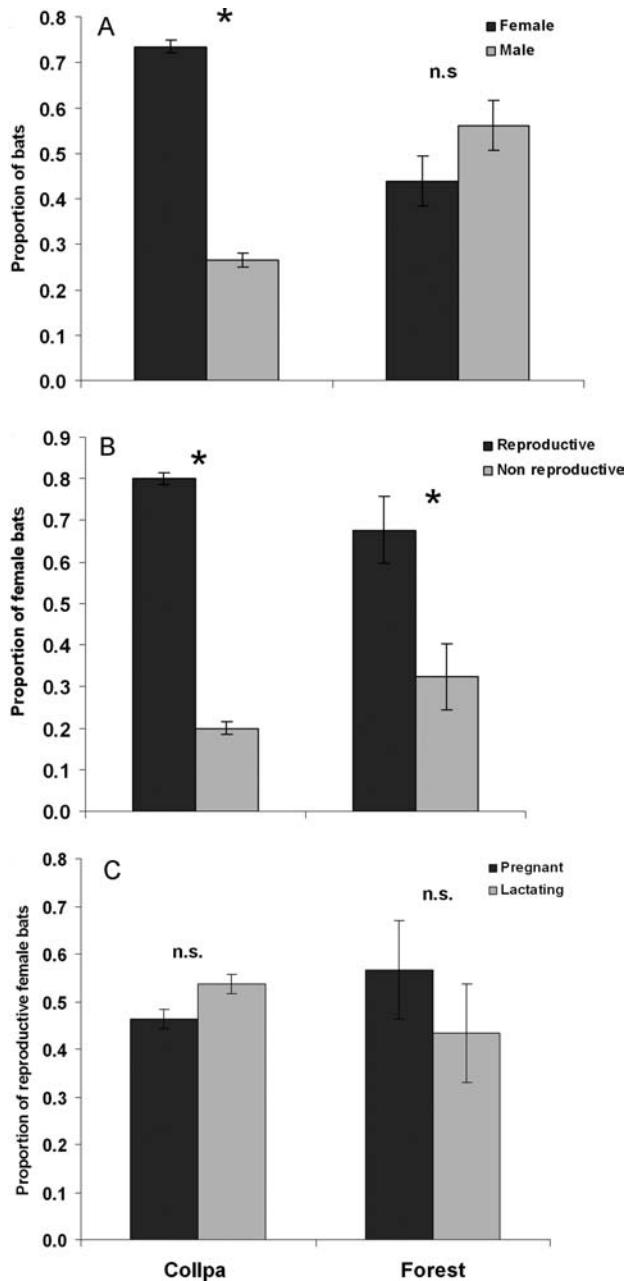 A
*
Female
Male
n.s
Proportion of bats
0.8
0.7
0.6
0.5
0.4
0.3
0.2
0.1
0.0
B
*
*
Reproductive
Non reproductive
Proportion of female bats
0.9
0.8
0.7
0.6
0.5
0.4
0.3
0.2
0.1
0.0
C
n.s.
n.s.
Pregnant
Lactating
Proportion of reproductive female bats
0.8
0.7
0.6
0.5
0.4
0.3
0.2
0.1
0.0
Collpa
Forest